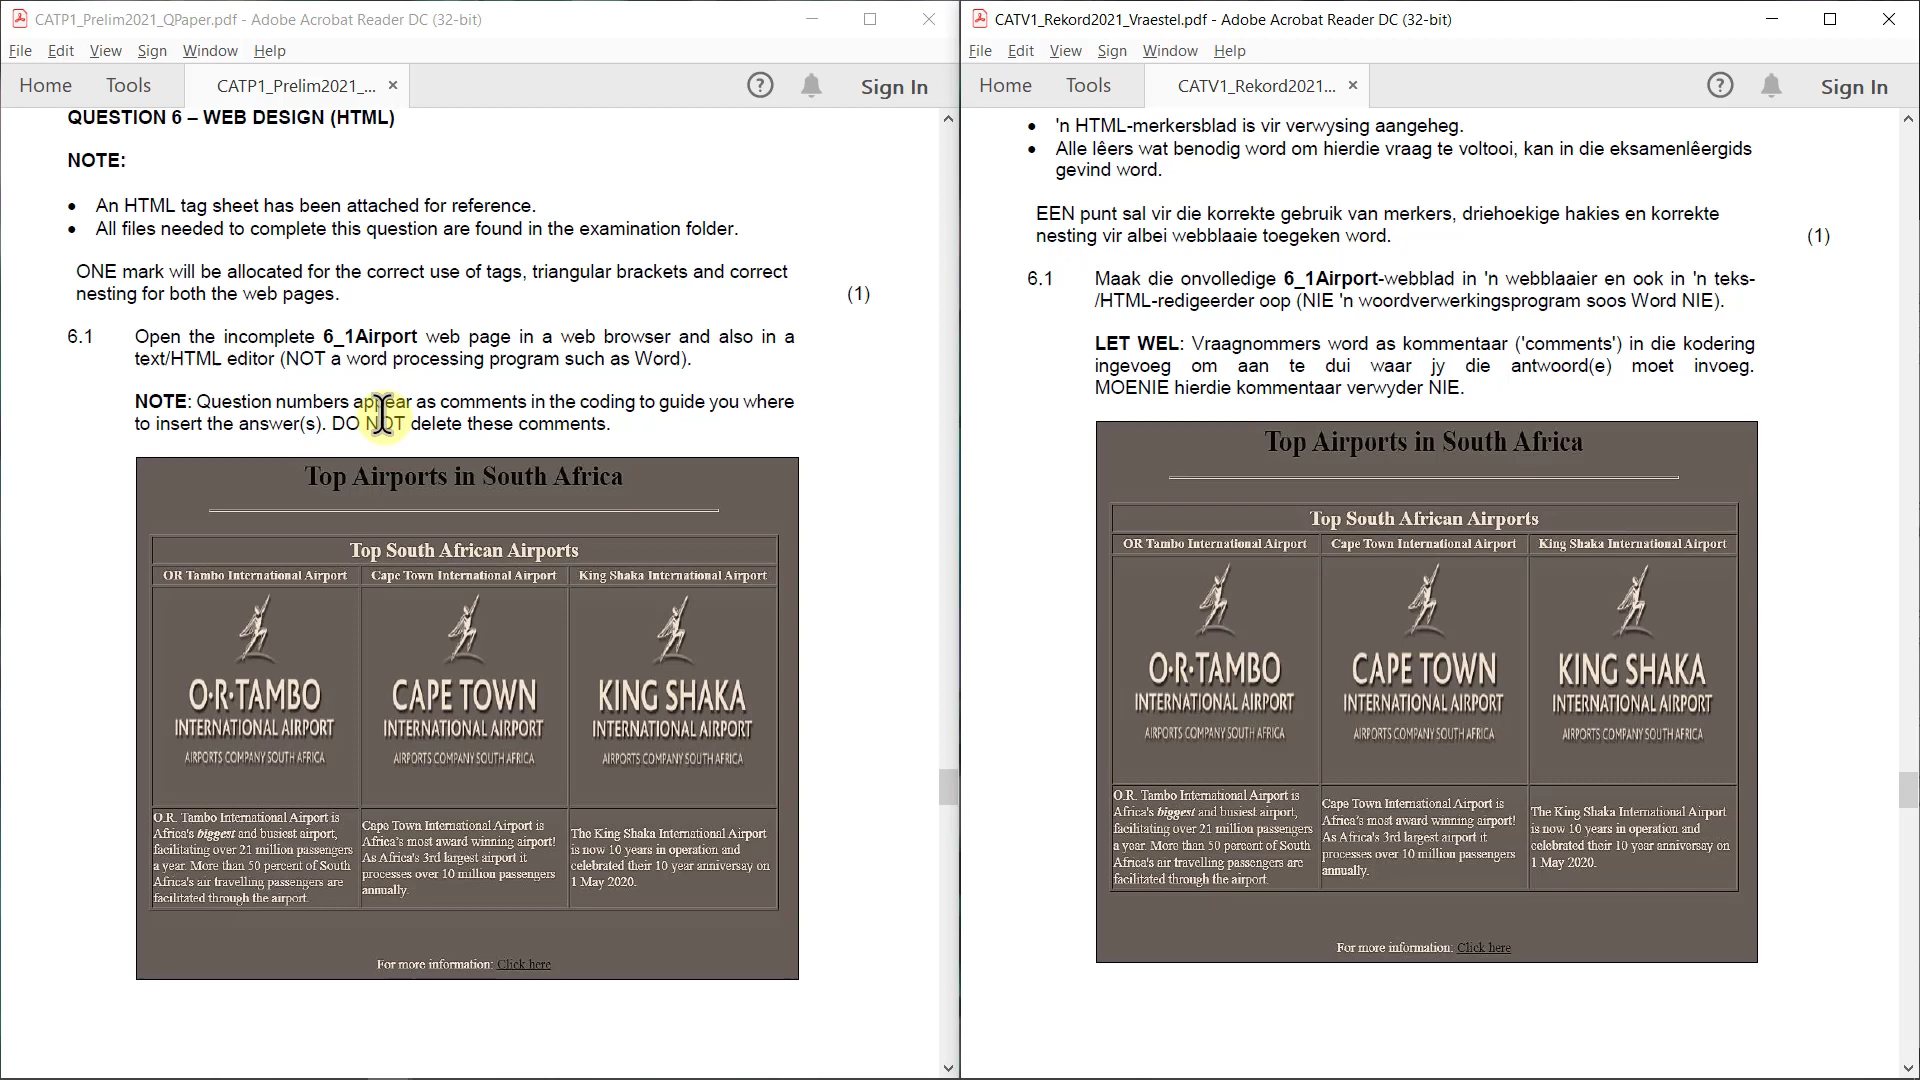 CATP1_Prelim2021_QPaper.pdf - Adobe Acrobat Reader DC (32-bit)
File Edit View Sign Window Help
Home Tools CATP1_Prelim2021_... × Sign In
QUESTION 6 – WEB DESIGN (HTML)
NOTE:
• An HTML tag sheet has been attached for reference.
• All files needed to complete this question are found in the examination folder.
ONE mark will be allocated for the correct use of tags, triangular brackets and correct
nesting for both the web pages. (1)
6.1 Open the incomplete 6_1Airport web page in a web browser and also in a
text/HTML editor (NOT a word processing program such as Word).
NOTE: Question numbers appear as comments in the coding to guide you where
to insert the answer(s). DO NOT delete these comments.
Top Airports in South Africa
Top South African Airports
OR Tambo International Airport Cape Town International Airport King Shaka International Airport
O·R·TAMBO
INTERNATIONAL AIRPORT
AIRPORTS COMPANY SOUTH AFRICA
CAPE TOWN
INTERNATIONAL AIRPORT
AIRPORTS COMPANY SOUTH AFRICA
KING SHAKA
INTERNATIONAL AIRPORT
AIRPORTS COMPANY SOUTH AFRICA
O.R. Tambo International Airport is
Africa's biggest and busiest airport,
facilitating over 21 million passengers
a year. More than 50 percent of South
Africa's air travelling passengers are
facilitated through the airport.
Cape Town International Airport is
Africa's most award winning airport!
As Africa's 3rd largest airport it
processes over 10 million passengers
annually.
The King Shaka International Airport
is now 10 years in operation and
celebrated their 10 year anniversay on
1 May 2020.
For more information: Click here
CATV1_Rekord2021_Vraestel.pdf - Adobe Acrobat Reader DC (32-bit)
File Edit View Sign Window Help
Home Tools CATV1_Rekord2021... × Sign In
• 'n HTML-merkersblad is vir verwysing aangeheg.
• Alle lêers wat benodig word om hierdie vraag te voltooi, kan in die eksamenlêergids
gevind word.
EEN punt sal vir die korrekte gebruik van merkers, driehoekige hakies en korrekte
nesting vir albei webblaaie toegeken word. (1)
6.1 Maak die onvolledige 6_1Airport-webblad in 'n webblaaier en ook in 'n teks-
/HTML-redigeerder oop (NIE 'n woordverwerkingsprogram soos Word NIE).
LET WEL: Vraagnommers word as kommentaar ('comments') in die kodering
ingevoeg om aan te dui waar jy die antwoord(e) moet invoeg.
MOENIE hierdie kommentaar verwyder NIE.
Top Airports in South Africa
Top South African Airports
OR Tambo International Airport Cape Town International Airport King Shaka International Airport
O·R·TAMBO
INTERNATIONAL AIRPORT
AIRPORTS COMPANY SOUTH AFRICA
CAPE TOWN
INTERNATIONAL AIRPORT
AIRPORTS COMPANY SOUTH AFRICA
KING SHAKA
INTERNATIONAL AIRPORT
AIRPORTS COMPANY SOUTH AFRICA
O.R. Tambo International Airport is
Africa's biggest and busiest airport,
facilitating over 21 million passengers
a year. More than 50 percent of South
Africa's air travelling passengers are
facilitated through the airport.
Cape Town International Airport is
Africa's most award winning airport!
As Africa's 3rd largest airport it
processes over 10 million passengers
annually.
The King Shaka International Airport
is now 10 years in operation and
celebrated their 10 year anniversay on
1 May 2020.
For more information: Click here